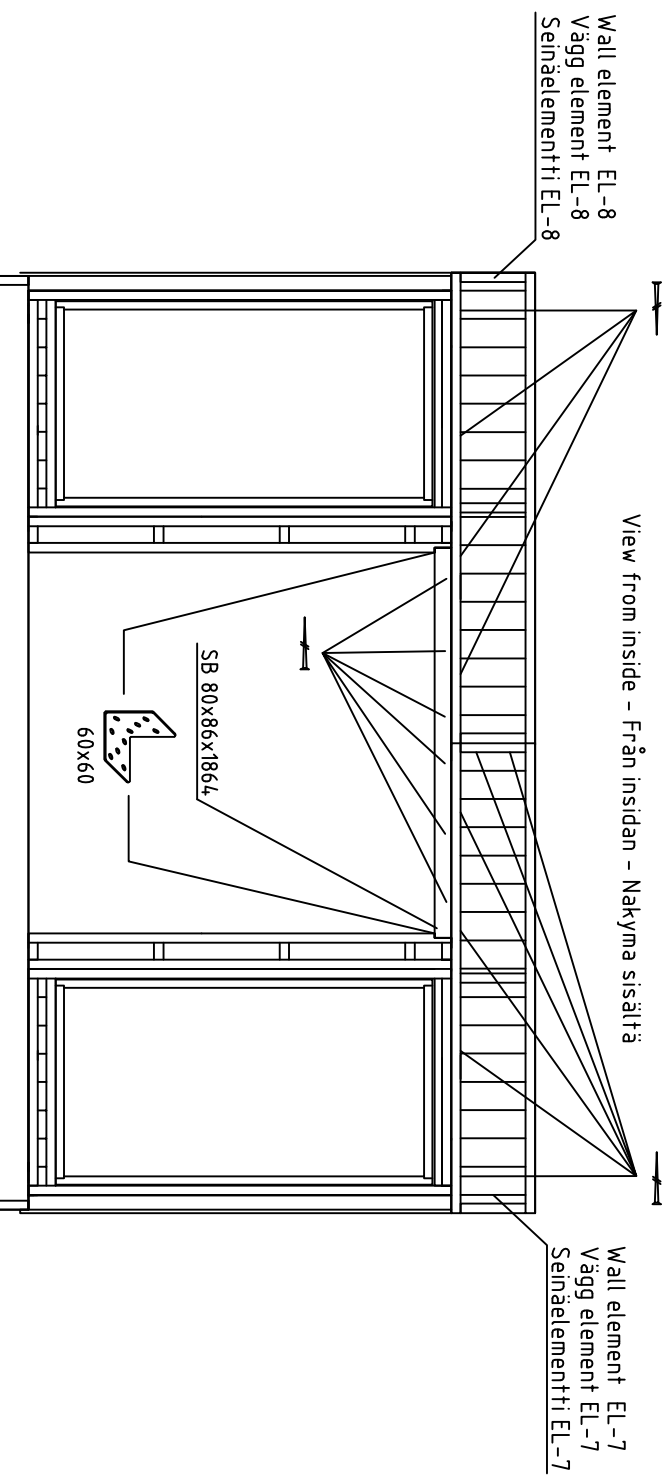 Wall element EL-8
Vägg element EL-8
Seinäelementti EL-8
View from inside - Från insidan - Nakyma sisältä
Wall element EL-7
Vägg element EL-7
Seinäelementti EL-7
SB 80x86x1864
60x60